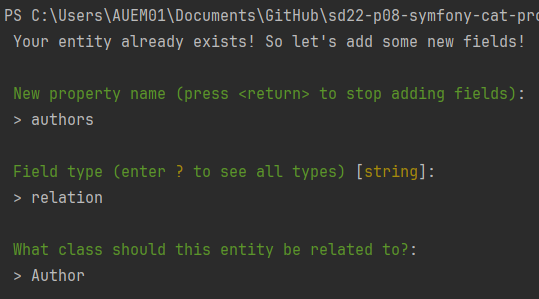 PS C:\Users\AUEM01\Documents\GitHub\sd22-p08-symfony-cat-pro
Your entity already exists! So let's add some new fields!
New property name (press <return> to stop adding fields):
> authors
Field type (enter ? to see all types) [string]:
> relation
What class should this entity be related to?:
> Author